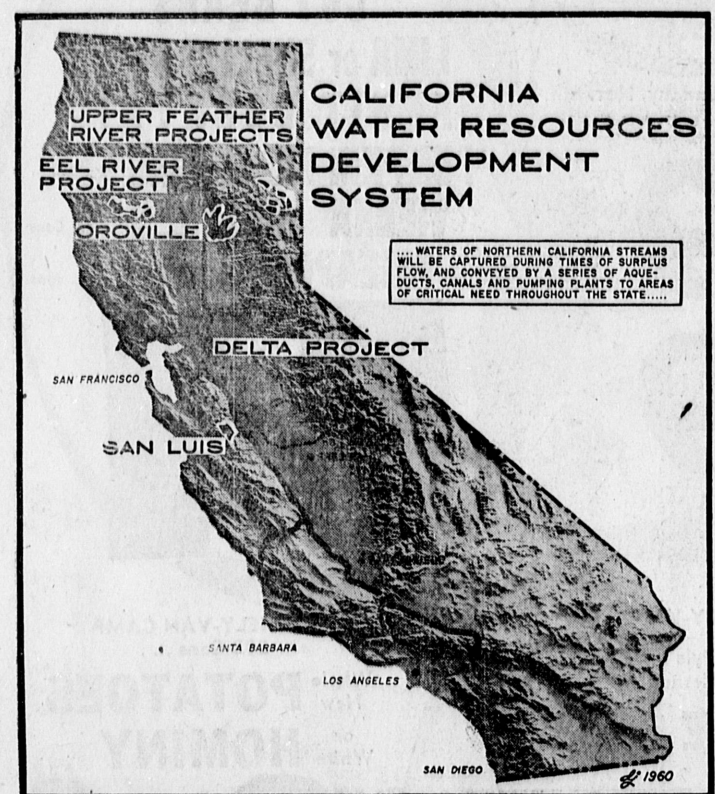 CALIFORNIA
WATER RESOURCES
DEVELOPMENT
SYSTEM
....WATERS OF NORTHERN CALIFORNIA STREAMS
WILL BE CAPTURED DURING TIMES OF SURPLUS
FLOW, AND CONVEYED BY A SERIES OF AQUE-
DUCTS, CANALS AND PUMPING PLANTS TO AREAS
OF CRITICAL NEED THROUGHOUT THE STATE.....
UPPER FEATHER
RIVER PROJECTS
EEL RIVER
PROJECT
OROVILLE
DELTA PROJECT
SAN FRANCISCO
SAN LUIS
SANTA BARBARA
LOS ANGELES
SAN DIEGO
1960
POTATOES
HOMINY